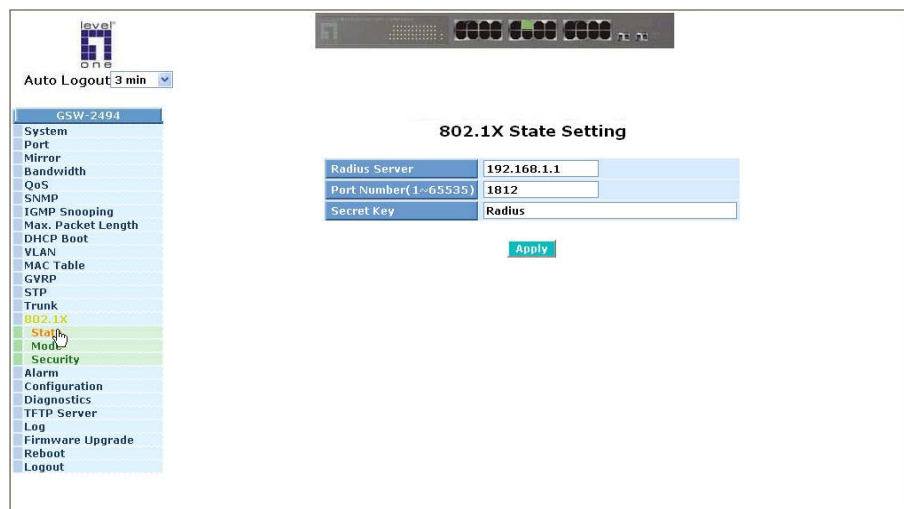 level
one
Auto Logout 3 min
GSW-2494
System
Port
Mirror
Bandwidth
QoS
SNMP
IGMP Snooping
Max. Packet Length
DHCP Boot
VLAN
MAC Table
GVRP
STP
Trunk
802.1X
State
Mode
Security
Alarm
Configuration
Diagnostics
TFTP Server
Log
Firmware Upgrade
Reboot
Logout
802.1X State Setting
Radius Server 192.168.1.1
Port Number(1~65535) 1812
Secret Key Radius
Apply